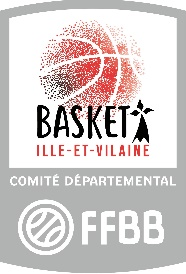 BASKET
ILLE-ET-VILAINE
COMITÉ DÉPARTEMENTAL
FFBB